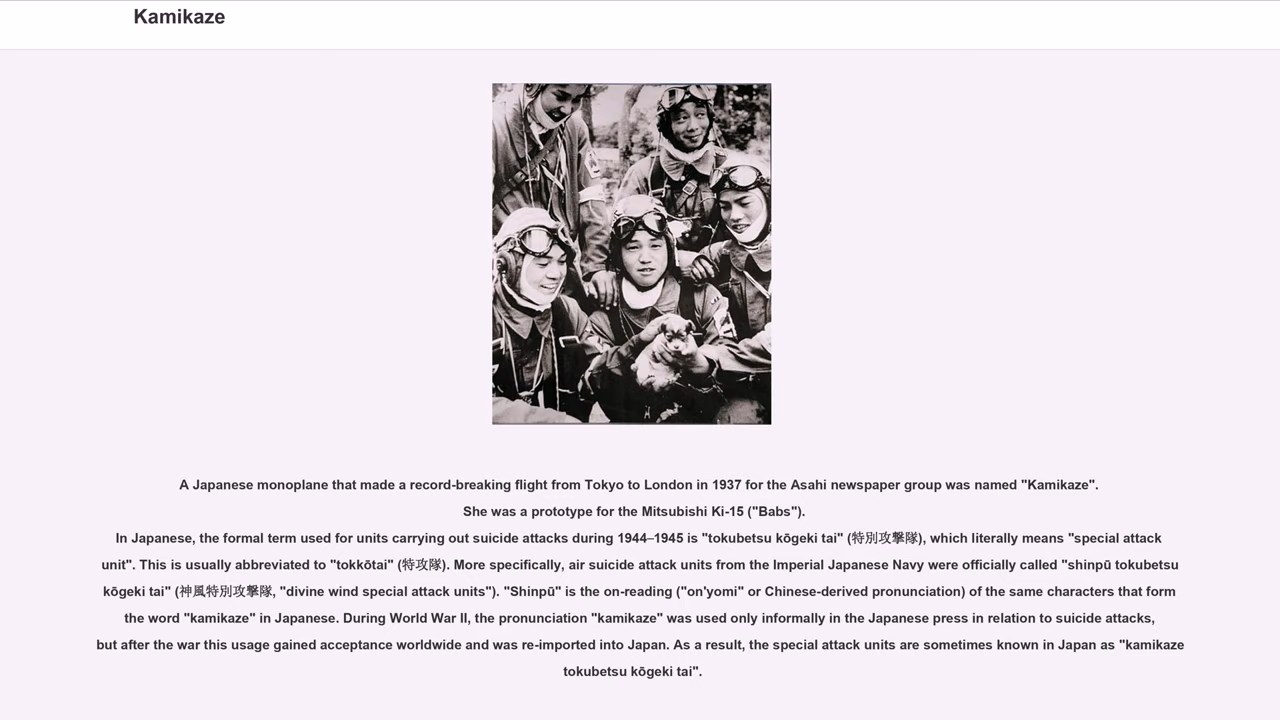 Kamikaze
A Japanese monoplane that made a record-breaking flight from Tokyo to London in 1937 for the Asahi newspaper group was named "Kamikaze".
She was a prototype for the Mitsubishi Ki-15 ("Babs").
In Japanese, the formal term used for units carrying out suicide attacks during 1944–1945 is "tokubetsu kōgeki tai" (特別攻撃隊), which literally means "special attack
unit". This is usually abbreviated to "tokkōtai" (特攻隊). More specifically, air suicide attack units from the Imperial Japanese Navy were officially called "shinpū tokubetsu
kōgeki tai" (神風特別攻撃隊, "divine wind special attack units"). "Shinpū" is the on-reading ("on'yomi" or Chinese-derived pronunciation) of the same characters that form
the word "kamikaze" in Japanese. During World War II, the pronunciation "kamikaze" was used only informally in the Japanese press in relation to suicide attacks,
but after the war this usage gained acceptance worldwide and was re-imported into Japan. As a result, the special attack units are sometimes known in Japan as "kamikaze
tokubetsu kōgeki tai".